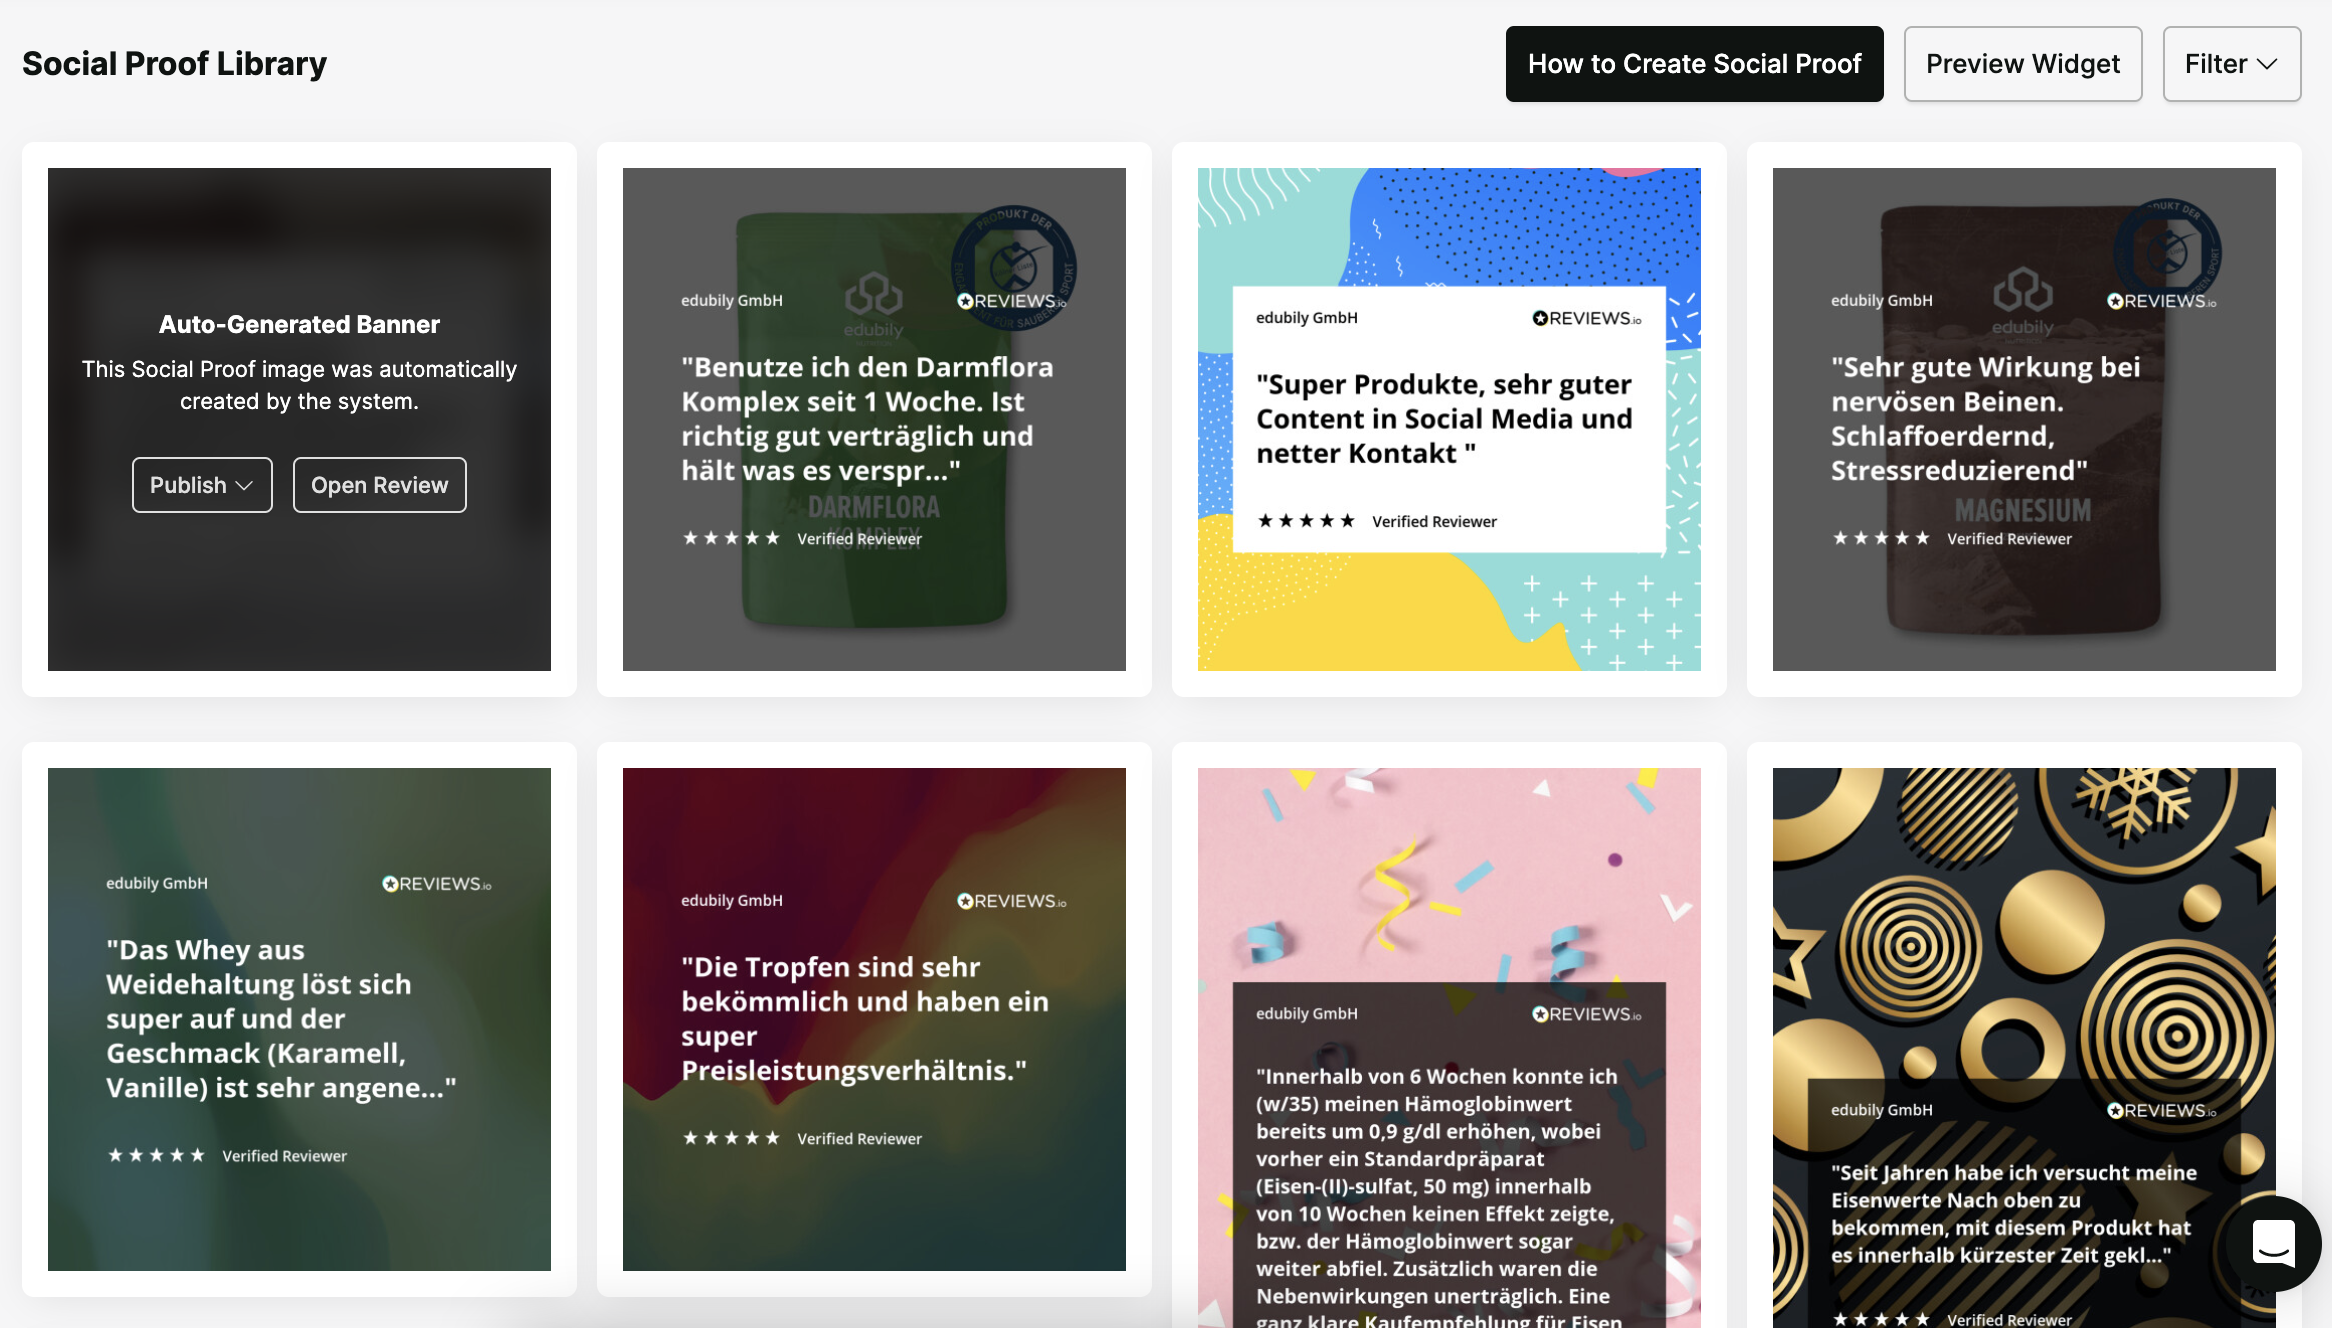 Social Proof Library
How to Create Social Proof
Preview Widget
Filter
Auto-Generated Banner
This Social Proof image was automatically
created by the system.
Publish
Open Review
PRODUKT DER
edubily GmbH
REVIEWS.io
edubily
"Benutze ich den Darmflora
Komplex seit 1 Woche. Ist
richtig gut verträglich und
hält was es verspr..."
DARMFLORA
KOMPLEX
★★★★★ Verified Reviewer
edubily GmbH
REVIEWS.io
"Super Produkte, sehr guter
Content in Social Media und
netter Kontakt "
★★★★★ Verified Reviewer
edubily GmbH
REVIEWS.io
edubily
"Sehr gute Wirkung bei
nervösen Beinen.
Schlaffoerdernd,
Stressreduzierend"
MAGNESIUM
★★★★★ Verified Reviewer
edubily GmbH
REVIEWS.io
"Das Whey aus
Weidehaltung löst sich
super auf und der
Geschmack (Karamell,
Vanille) ist sehr angene..."
★★★★★ Verified Reviewer
edubily GmbH
REVIEWS.io
"Die Tropfen sind sehr
bekömmlich und haben ein
super
Preisleistungsverhältnis."
★★★★★ Verified Reviewer
edubily GmbH
REVIEWS.io
"Innerhalb von 6 Wochen konnte ich
(w/35) meinen Hämoglobinwert
bereits um 0,9 g/dl erhöhen, wobei
vorher ein Standardpräparat
(Eisen-(II)-sulfat, 50 mg) innerhalb
von 10 Wochen keinen Effekt zeigte,
bzw. der Hämoglobinwert sogar
weiter abfiel. Zusätzlich waren die
Nebenwirkungen unerträglich. Eine
ganz klare Kaufempfehlung für Eisen
edubily GmbH
REVIEWS.io
"Seit Jahren habe ich versucht meine
Eisenwerte Nach oben zu
bekommen, mit diesem Produkt hat
es innerhalb kürzester Zeit gekl..."
★★★★★ Verified Reviewer